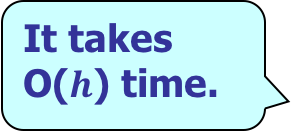 It takes
O(ℎ) time.